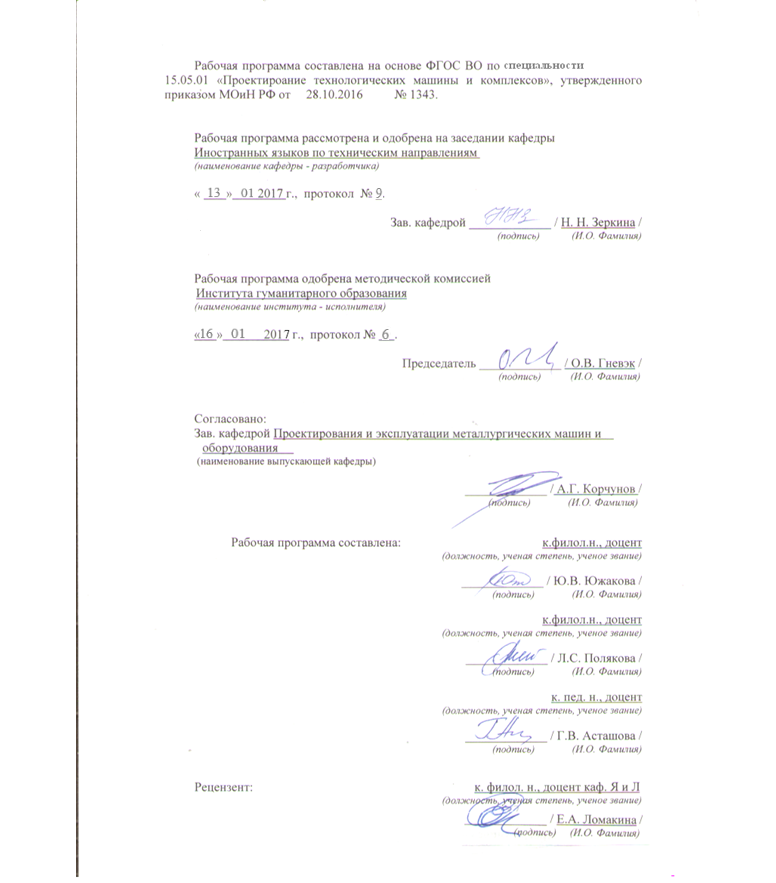 Рабочая программа составлена на основе ФГОС ВО по специальности
15.05.01 «Проектироание технологических машины и комплексов», утвержденного
приказом МОиН РФ от 28.10.2016 № 1343.
Рабочая программа рассмотрена и одобрена на заседании кафедры
Иностранных языков по техническим направлениям
(наименование кафедры - разработчика)
« 13 » 01 2017 г., протокол № 9.
Зав. кафедрой / Н. Н. Зеркина /
(подпись) (И.О. Фамилия)
Рабочая программа одобрена методической комиссией
Института гуманитарного образования
(наименование института - исполнителя)
«16 » 01 2017 г., протокол № 6 .
Председатель / О.В. Гневэк /
(подпись) (И.О. Фамилия)
Согласовано:
Зав. кафедрой Проектирования и эксплуатации металлургических машин и
оборудования
(наименование выпускающей кафедры)
/ А.Г. Корчунов /
(подпись) (И.О. Фамилия)
Рабочая программа составлена: к.филол.н., доцент
(должность, ученая степень, ученое звание)
/ Ю.В. Южакова /
(подпись) (И.О. Фамилия)
к.филол.н., доцент
(должность, ученая степень, ученое звание)
/ Л.С. Полякова /
(подпись) (И.О. Фамилия)
к. пед. н., доцент
(должность, ученая степень, ученое звание)
/ Г.В. Асташова /
(подпись) (И.О. Фамилия)
Рецензент: к. филол. н., доцент каф. Я и Л
(должность, ученая степень, ученое звание)
/ Е.А. Ломакина /
(подпись) (И.О. Фамилия)